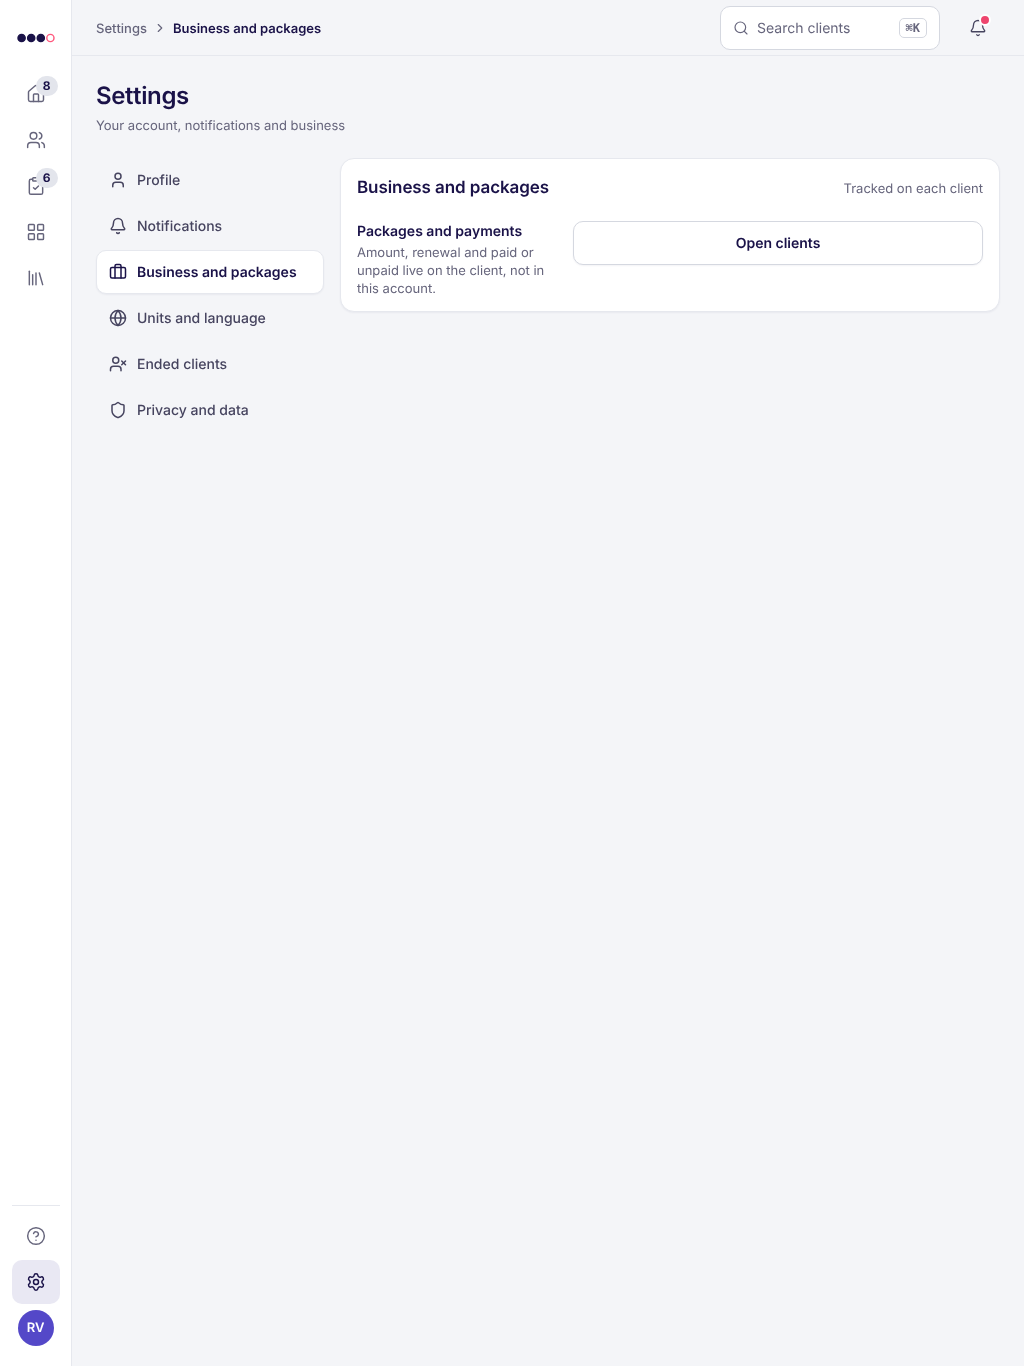 Settings > Business and packages
Search clients
⌘K
8
6
Settings
Your account, notifications and business
Profile
Notifications
Business and packages
Units and language
Ended clients
Privacy and data
Business and packages
Tracked on each client
Packages and payments
Amount, renewal and paid or
unpaid live on the client, not in
this account.
Open clients
RV